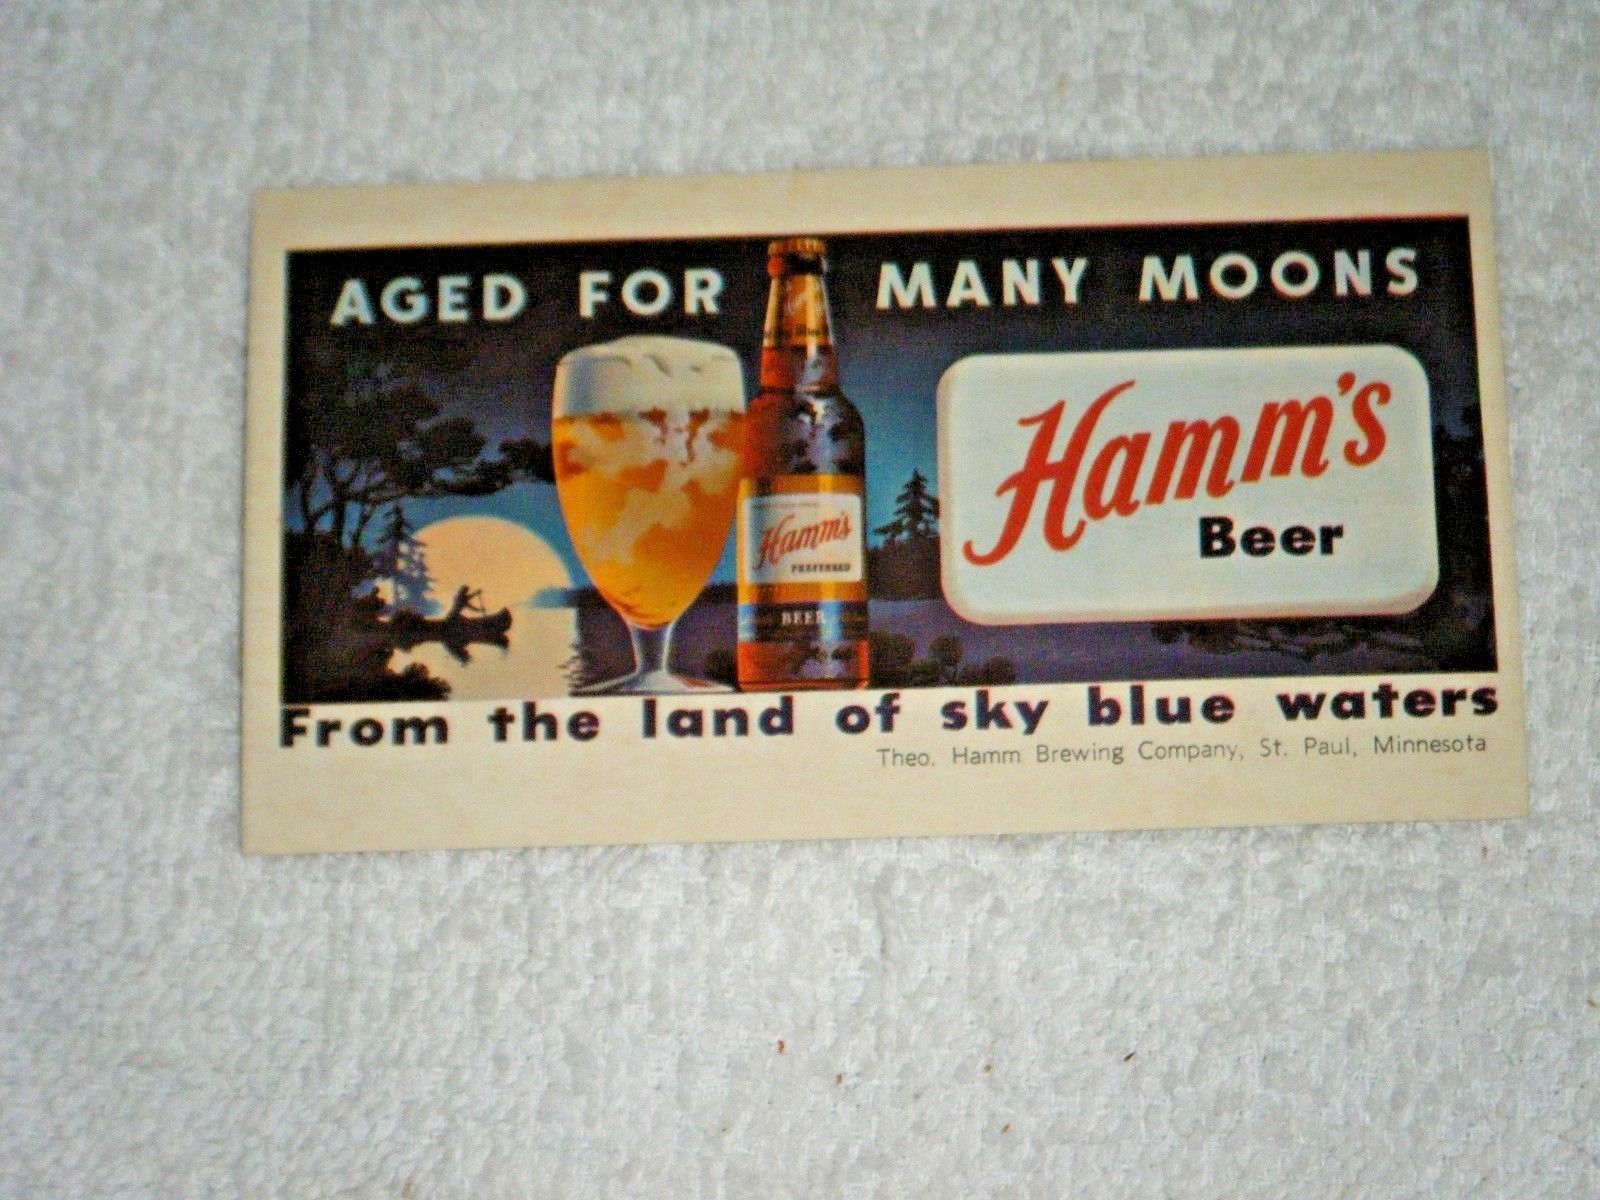 AGED FOR MANY MOONS
Hamm's
Beer
Hamm's
PREFERRED
BEER
From the land of sky blue waters
Theo. Hamm Brewing Company, St. Paul, Minnesota